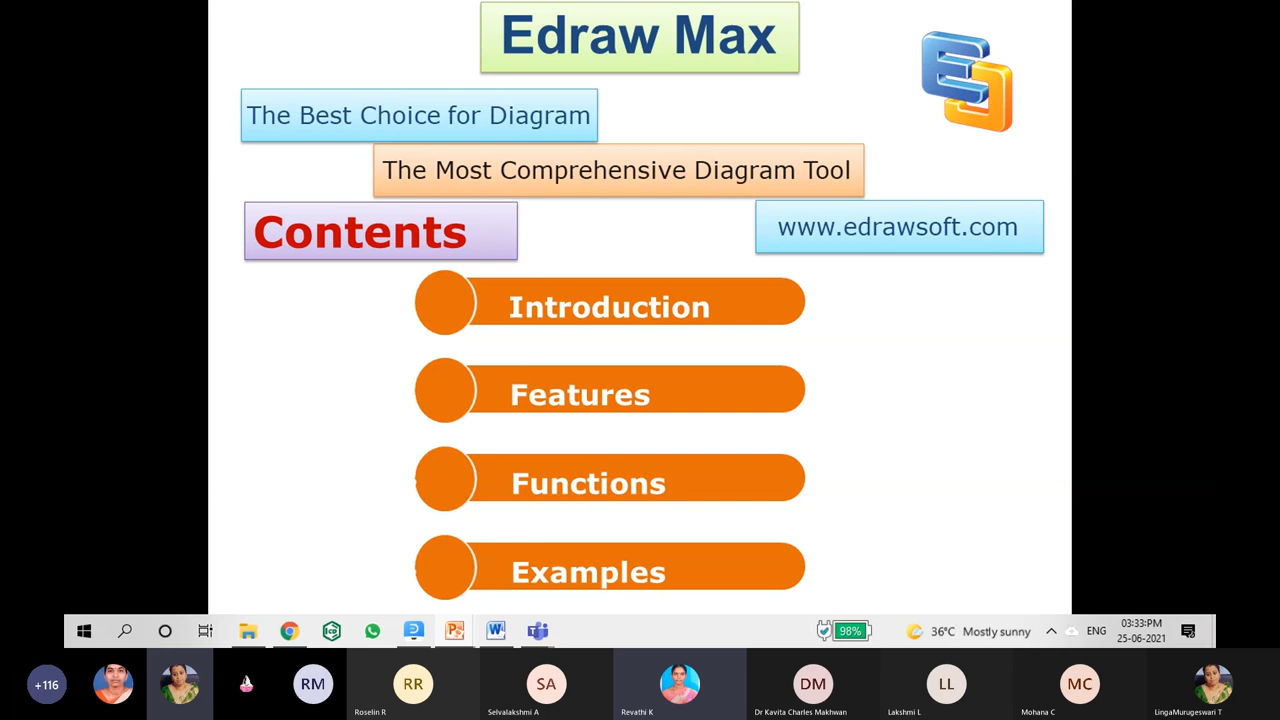 Edraw Max
The Best Choice for Diagram
The Most Comprehensive Diagram Tool
Contents
www.edrawsoft.com
Introduction
Features
Functions
Examples
98%
36°C Mostly sunny
ENG
03:33:PM
25-06-2021
+116
RM
RR
Roselin R
SA
Selvalakshmi A
Revathi K
DM
Dr Kavita Charles Makhwan
LL
Lakshmi L
MC
Mohana C
LingaMurugeswari T